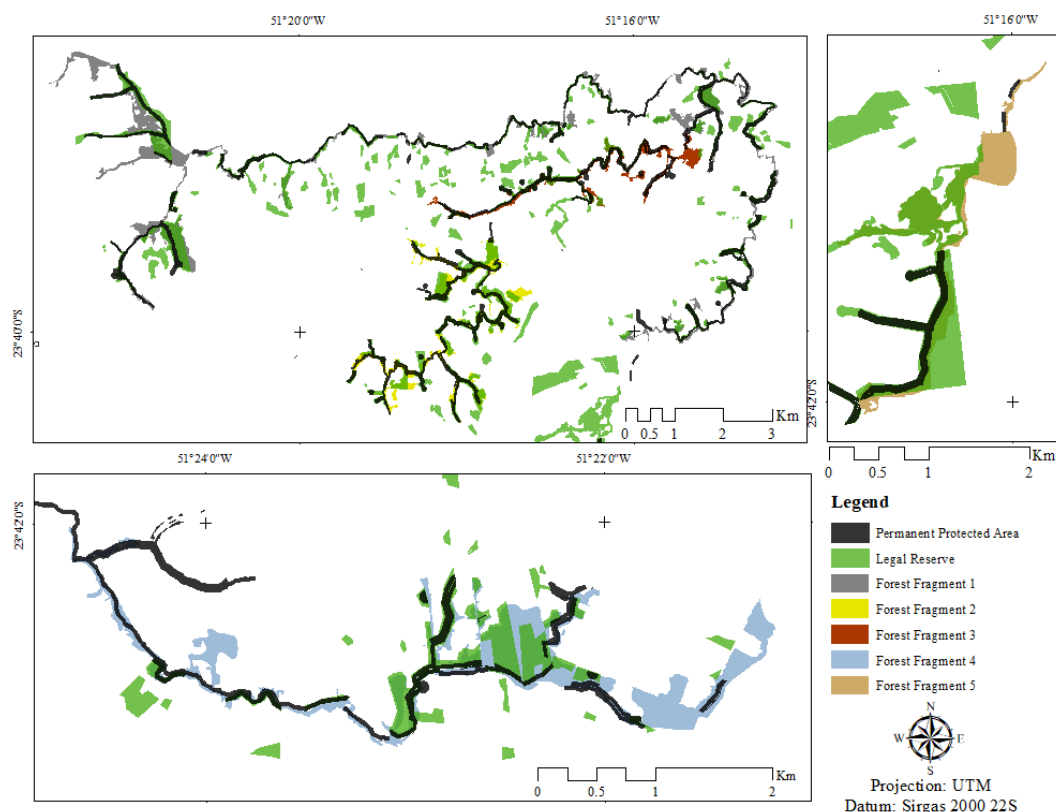 51°20'0"W
51°16'0"W
51°16'0"W
23°40'0"S
Km
0 0.5 1 2 3
23°42'0"S
Km
0 0.5 1 2
51°24'0"W
51°22'0"W
23°42'0"S
Km
0 0.5 1 2
Legend
Permanent Protected Area
Legal Reserve
Forest Fragment 1
Forest Fragment 2
Forest Fragment 3
Forest Fragment 4
Forest Fragment 5
N
W E
S
Projection: UTM
Datum: Sirgas 2000 22S